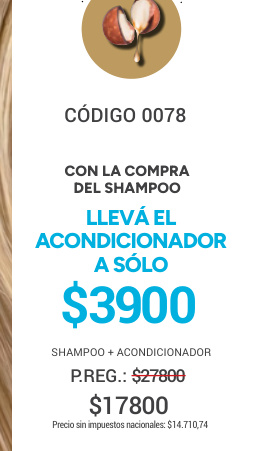 CÓDIGO 0078
CON LA COMPRA
DEL SHAMPOO
LLEVÁ EL
ACONDICIONADOR
A SÓLO
$3900
SHAMPOO + ACONDICIONADOR
P.REG.: $27800
$17800
Precio sin impuestos nacionales: $14.710,74